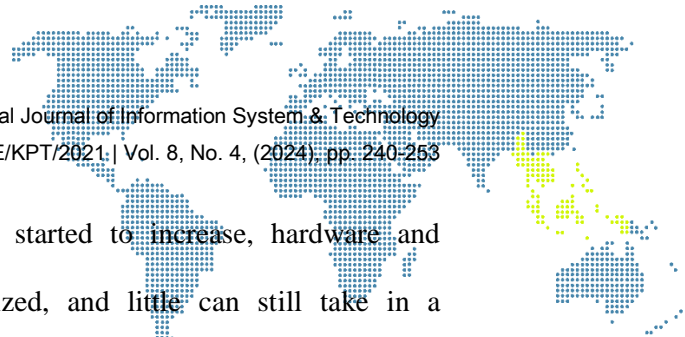 al Journal of Information System & Technology
E/KPT/2021 | Vol. 8, No. 4, (2024), pp. 240-253
started to increase, hardware and
ized, and little can still take in a